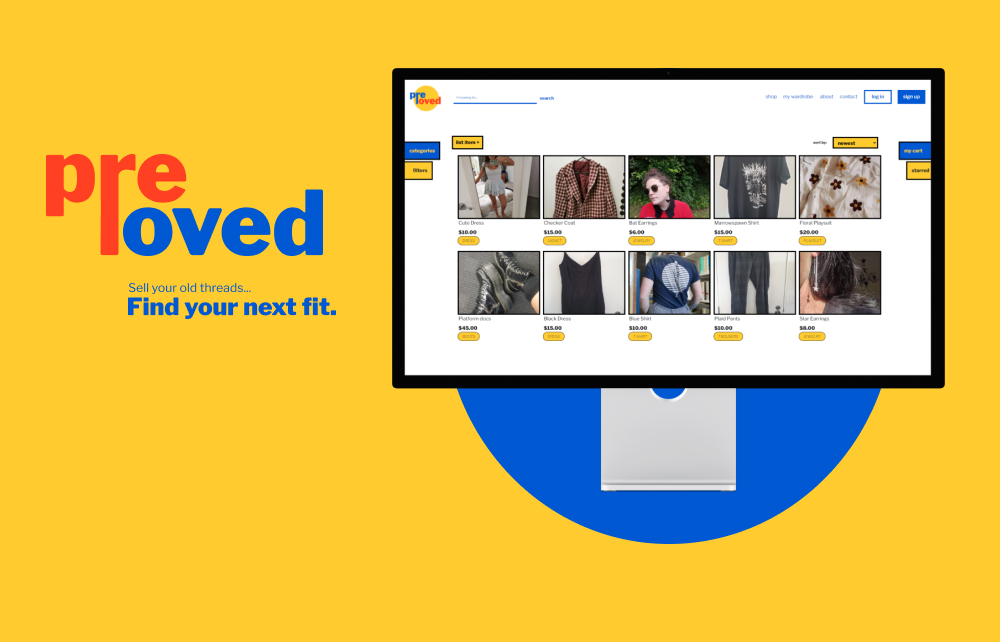 pre
loved
Sell your old threads...
Find your next fit.
pre
loved
search
shop my wardrobe about contact log in sign up
categories
filters
list item +
sort by: newest
my cart
starred
Cute Dress
$10.00
DRESS
Checker Coat
$15.00
JACKET
Bat Earrings
$6.00
JEWELRY
Marrowspawn Shirt
$15.00
T-SHIRT
Floral Playsuit
$20.00
PLAYSUIT
Platform docs
$45.00
BOOTS
Black Dress
$15.00
DRESS
Blue Shirt
$10.00
T-SHIRT
Plaid Pants
$10.00
TROUSERS
Star Earrings
$8.00
JEWELRY